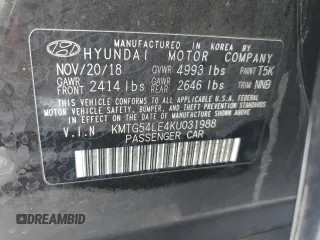 MANUFACTURED IN KOREA BY
HYUNDAI MOTOR COMPANY
NOV/20/18 GVWR 4993 lbs PAINT T5K
GAWR FRONT 2414 lbs GAWR REAR 2646 lbs TRIM NNB
THIS VEHICLE CONFORMS TO ALL APPLICABLE
FEDERAL MOTOR VEHICLE SAFETY, BUMPER, AND THEFT PREVENTION STANDARDS
IN EFFECT ON THE DATE OF MANUFACTURE SHOWN ABOVE.
V.I.N KMTG54LE4KU031988
PASSENGER CAR
DREAMBID